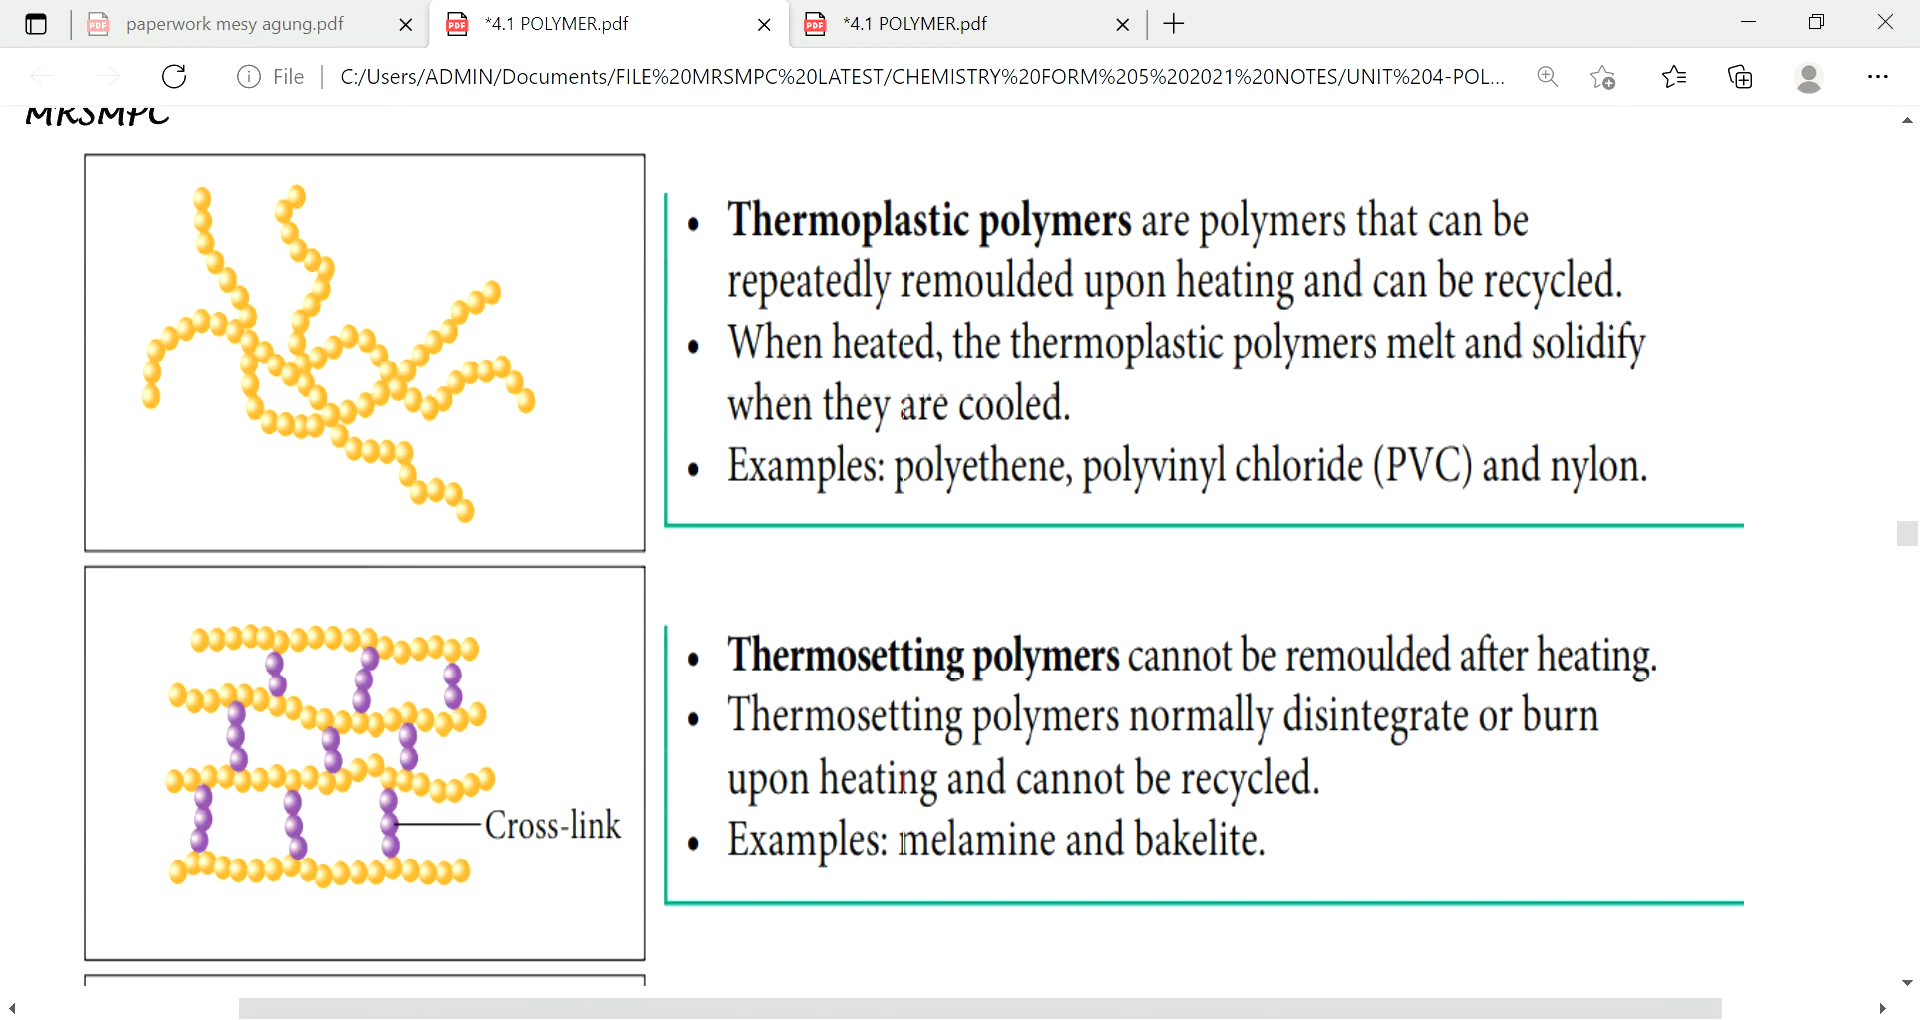 paperwork mesy agung.pdf
*4.1 POLYMER.pdf
*4.1 POLYMER.pdf
File
C:/Users/ADMIN/Documents/FILE%20MRSMPC%20LATEST/CHEMISTRY%20FORM%205%202021%20NOTES/UNIT%204-POL...
MRSMPC
• Thermoplastic polymers are polymers that can be
repeatedly remoulded upon heating and can be recycled.
• When heated, the thermoplastic polymers melt and solidify
when they are cooled.
• Examples: polyethene, polyvinyl chloride (PVC) and nylon.
• Thermosetting polymers cannot be remoulded after heating.
• Thermosetting polymers normally disintegrate or burn
upon heating and cannot be recycled.
• Examples: melamine and bakelite.
Cross-link